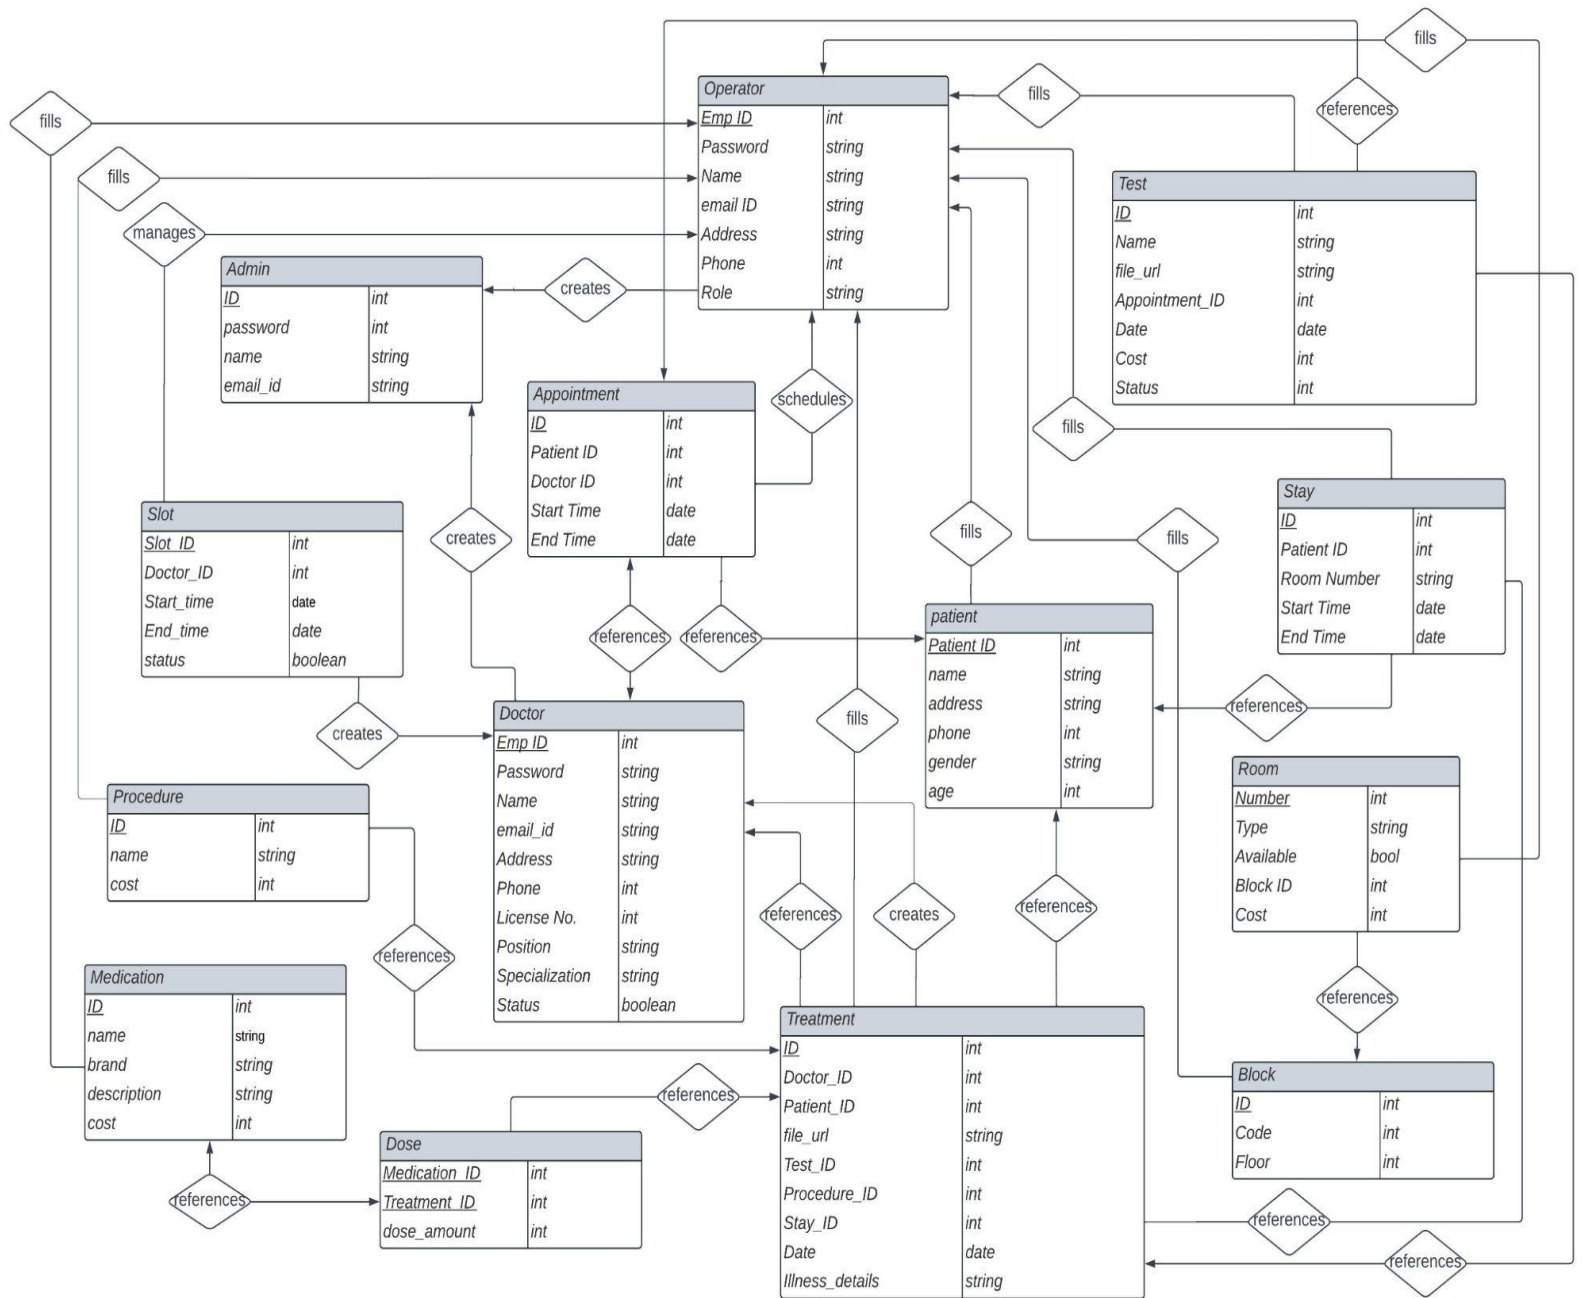 fills
fills
references
fills
fills
manages
Operator
Emp ID int
Password string
Name string
email ID string
Address string
Phone int
Role string
Test
ID int
Name string
file_url string
Appointment_ID int
Date date
Cost int
Status int
Admin
ID int
password int
name string
email_id string
creates
Appointment
ID int
Patient ID int
Doctor ID int
Start Time date
End Time date
schedules
fills
Slot
Slot_ID int
Doctor_ID int
Start_time date
End_time date
status boolean
creates
fills
fills
Stay
ID int
Patient ID int
Room Number string
Start Time date
End Time date
references
references
patient
Patient ID int
name string
address string
phone int
gender string
age int
creates
fills
references
Doctor
Emp ID int
Password string
Name string
email_id string
Address string
Phone int
License No. int
Position string
Specialization string
Status boolean
Room
Number int
Type string
Available bool
Block ID int
Cost int
Procedure
ID int
name string
cost int
references
references
creates
references
references
Medication
ID int
name string
brand string
description string
cost int
Treatment
ID int
Doctor_ID int
Patient_ID int
file_url string
Test_ID int
Procedure_ID int
Stay_ID int
Date date
Illness_details string
Block
ID int
Code int
Floor int
references
Dose
Medication_ID int
Treatment_ID int
dose_amount int
references
references
references